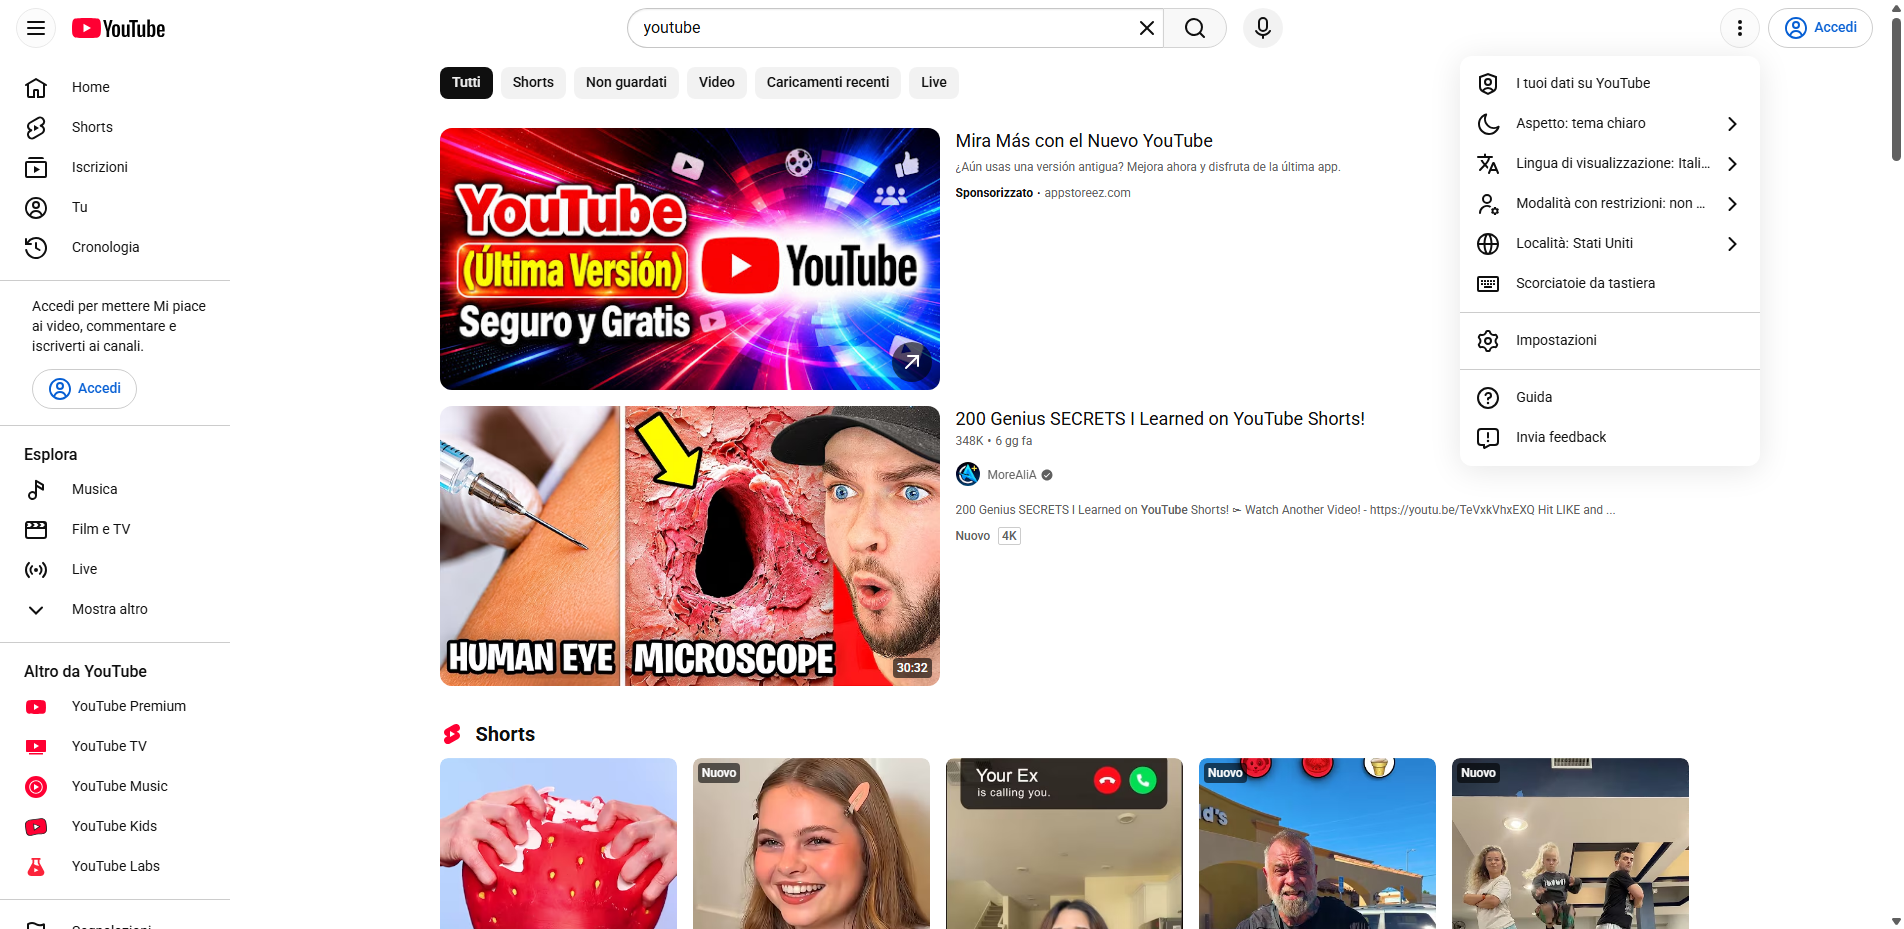 YouTube
youtube
Accedi
Home
Shorts
Iscrizioni
Tu
Cronologia
Accedi per mettere Mi piace
ai video, commentare e
iscriverti ai canali.
Accedi
Esplora
Musica
Film e TV
Live
Mostra altro
Altro da YouTube
YouTube Premium
YouTube TV
YouTube Music
YouTube Kids
YouTube Labs
Tutti
Shorts
Non guardati
Video
Caricamenti recenti
Live
YouTube
(Última Versión)
Seguro y Gratis
YouTube
Mira Más con el Nuevo YouTube
¿Aún usas una versión antigua? Mejora ahora y disfruta de la última app.
Sponsorizzato · appstoreez.com
HUMAN EYE
MICROSCOPE
30:32
200 Genius SECRETS I Learned on YouTube Shorts!
348K • 6 gg fa
MoreAliA
200 Genius SECRETS I Learned on YouTube Shorts! ➛ Watch Another Video! - https://youtu.be/TeVxkVhxEXQ Hit LIKE and ...
Nuovo 4K
Shorts
Nuovo
Your Ex
is calling you.
Nuovo
Nuovo
I tuoi dati su YouTube
Aspetto: tema chiaro
Lingua di visualizzazione: Itali...
Modalità con restrizioni: non ...
Località: Stati Uniti
Scorciatoie da tastiera
Impostazioni
Guida
Invia feedback